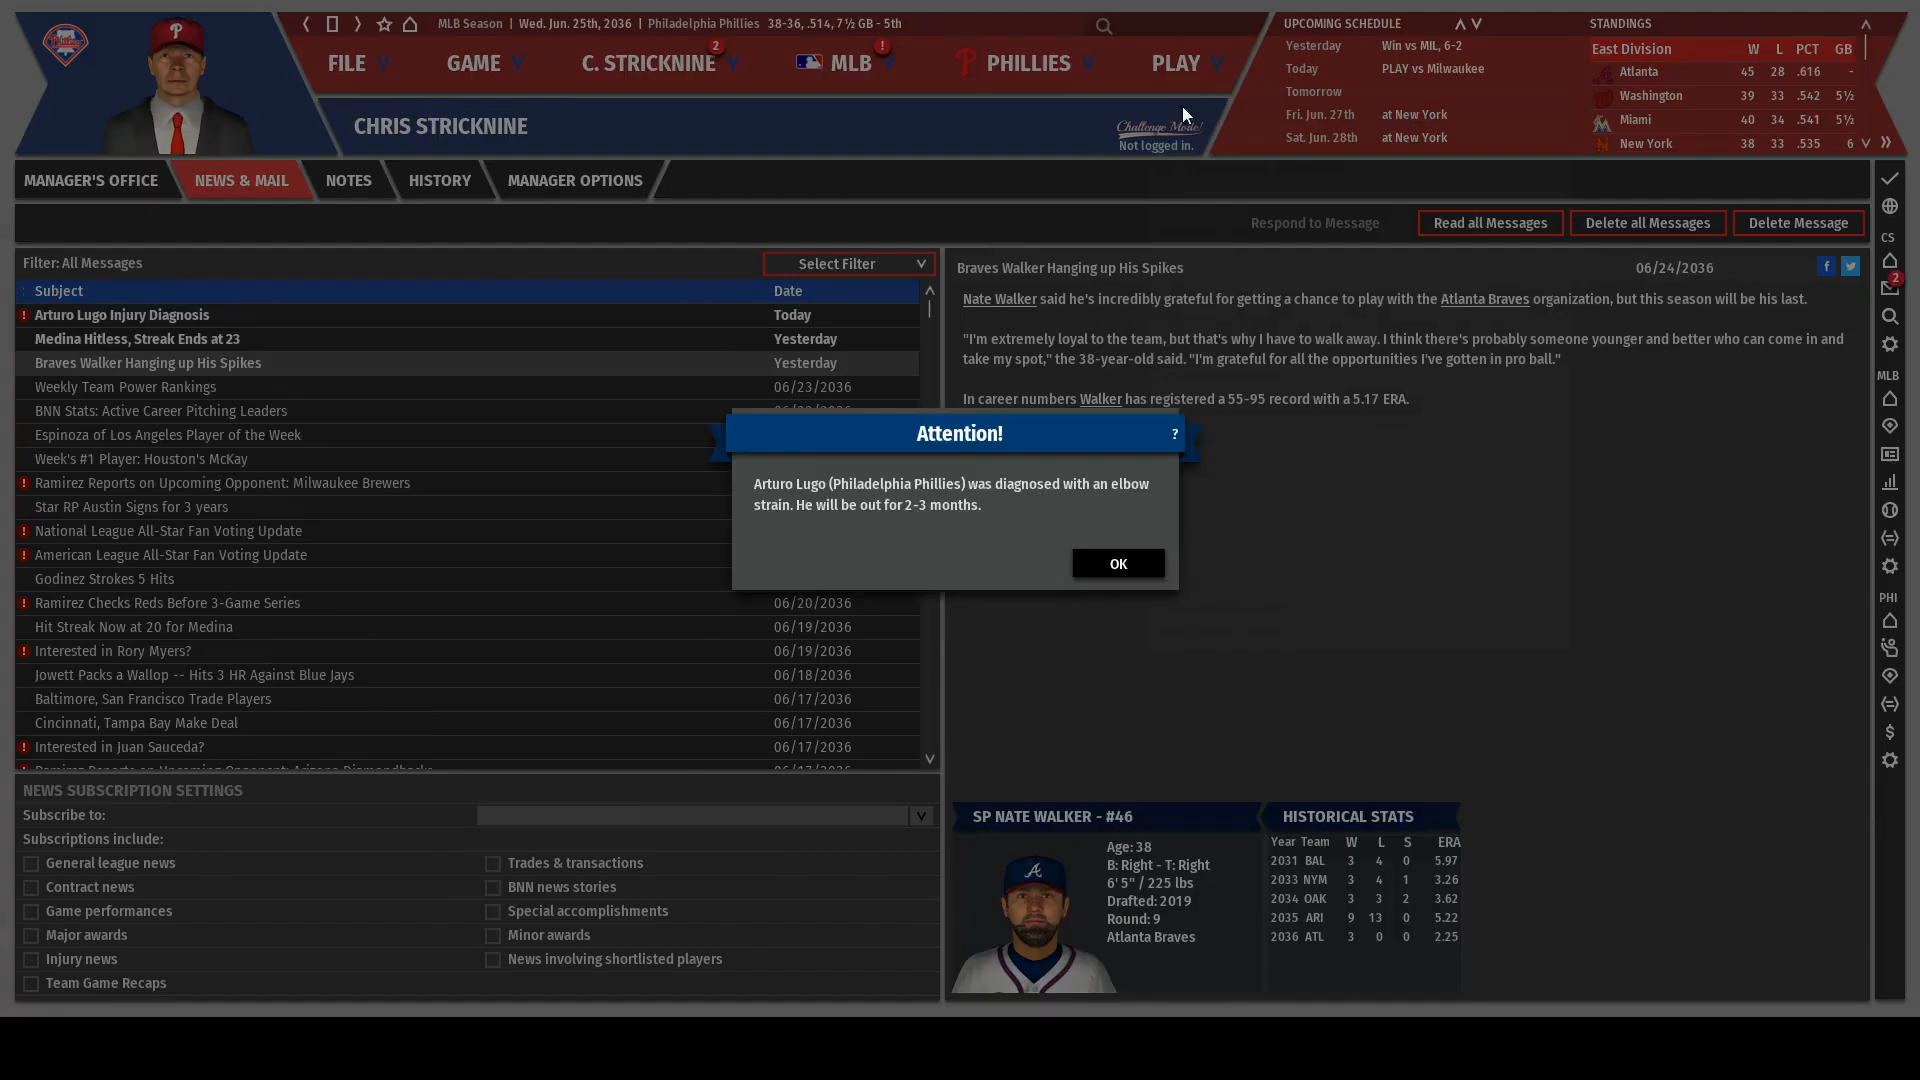 MLB Season | Wed. Jun. 25th, 2036 | Philadelphia Phillies 38-36, .514, 7½ GB - 5th
FILE
GAME
C. STRICKNINE
2
MLB
!
PHILLIES
PLAY
CHRIS STRICKNINE
Challenge Mode!
Not logged in.
UPCOMING SCHEDULE
Yesterday Win vs MIL, 6-2
Today PLAY vs Milwaukee
Tomorrow
Fri. Jun. 27th at New York
Sat. Jun. 28th at New York
STANDINGS
East Division W L PCT GB
Atlanta 45 28 .616 -
Washington 39 33 .542 5½
Miami 40 34 .541 5½
New York 38 33 .535 6
MANAGER'S OFFICE
NEWS & MAIL
NOTES
HISTORY
MANAGER OPTIONS
Respond to Message
Read all Messages
Delete all Messages
Delete Message
Filter: All Messages
Select Filter
Subject Date
! Arturo Lugo Injury Diagnosis Today
Medina Hitless, Streak Ends at 23 Yesterday
Braves Walker Hanging up His Spikes Yesterday
Weekly Team Power Rankings 06/23/2036
BNN Stats: Active Career Pitching Leaders
Espinoza of Los Angeles Player of the Week
Week's #1 Player: Houston's McKay
! Ramirez Reports on Upcoming Opponent: Milwaukee Brewers
Star RP Austin Signs for 3 years
! National League All-Star Fan Voting Update
! American League All-Star Fan Voting Update
Godinez Strokes 5 Hits
! Ramirez Checks Reds Before 3-Game Series 06/20/2036
Hit Streak Now at 20 for Medina 06/19/2036
! Interested in Rory Myers? 06/19/2036
Jowett Packs a Wallop -- Hits 3 HR Against Blue Jays 06/18/2036
Baltimore, San Francisco Trade Players 06/17/2036
Cincinnati, Tampa Bay Make Deal 06/17/2036
! Interested in Juan Sauceda? 06/17/2036
! Ramirez Reports on Upcoming Opponent: Arizona Diamondbacks 06/17/2036
NEWS SUBSCRIPTION SETTINGS
Subscribe to:
Subscriptions include:
General league news Trades & transactions
Contract news BNN news stories
Game performances Special accomplishments
Major awards Minor awards
Injury news News involving shortlisted players
Team Game Recaps
Braves Walker Hanging up His Spikes 06/24/2036
Nate Walker said he's incredibly grateful for getting a chance to play with the Atlanta Braves organization, but this season will be his last.
"I'm extremely loyal to the team, but that's why I have to walk away. I think there's probably someone younger and better who can come in and
take my spot," the 38-year-old said. "I'm grateful for all the opportunities I've gotten in pro ball."
In career numbers Walker has registered a 55-95 record with a 5.17 ERA.
Attention!
?
Arturo Lugo (Philadelphia Phillies) was diagnosed with an elbow
strain. He will be out for 2-3 months.
OK
SP NATE WALKER - #46
Age: 38
B: Right - T: Right
6' 5" / 225 lbs
Drafted: 2019
Round: 9
Atlanta Braves
HISTORICAL STATS
Year Team W L S ERA
2031 BAL 3 4 0 5.97
2033 NYM 3 4 1 3.26
2034 OAK 3 3 2 3.62
2035 ARI 9 13 0 5.22
2036 ATL 3 0 0 2.25
CS
2
MLB
PHI